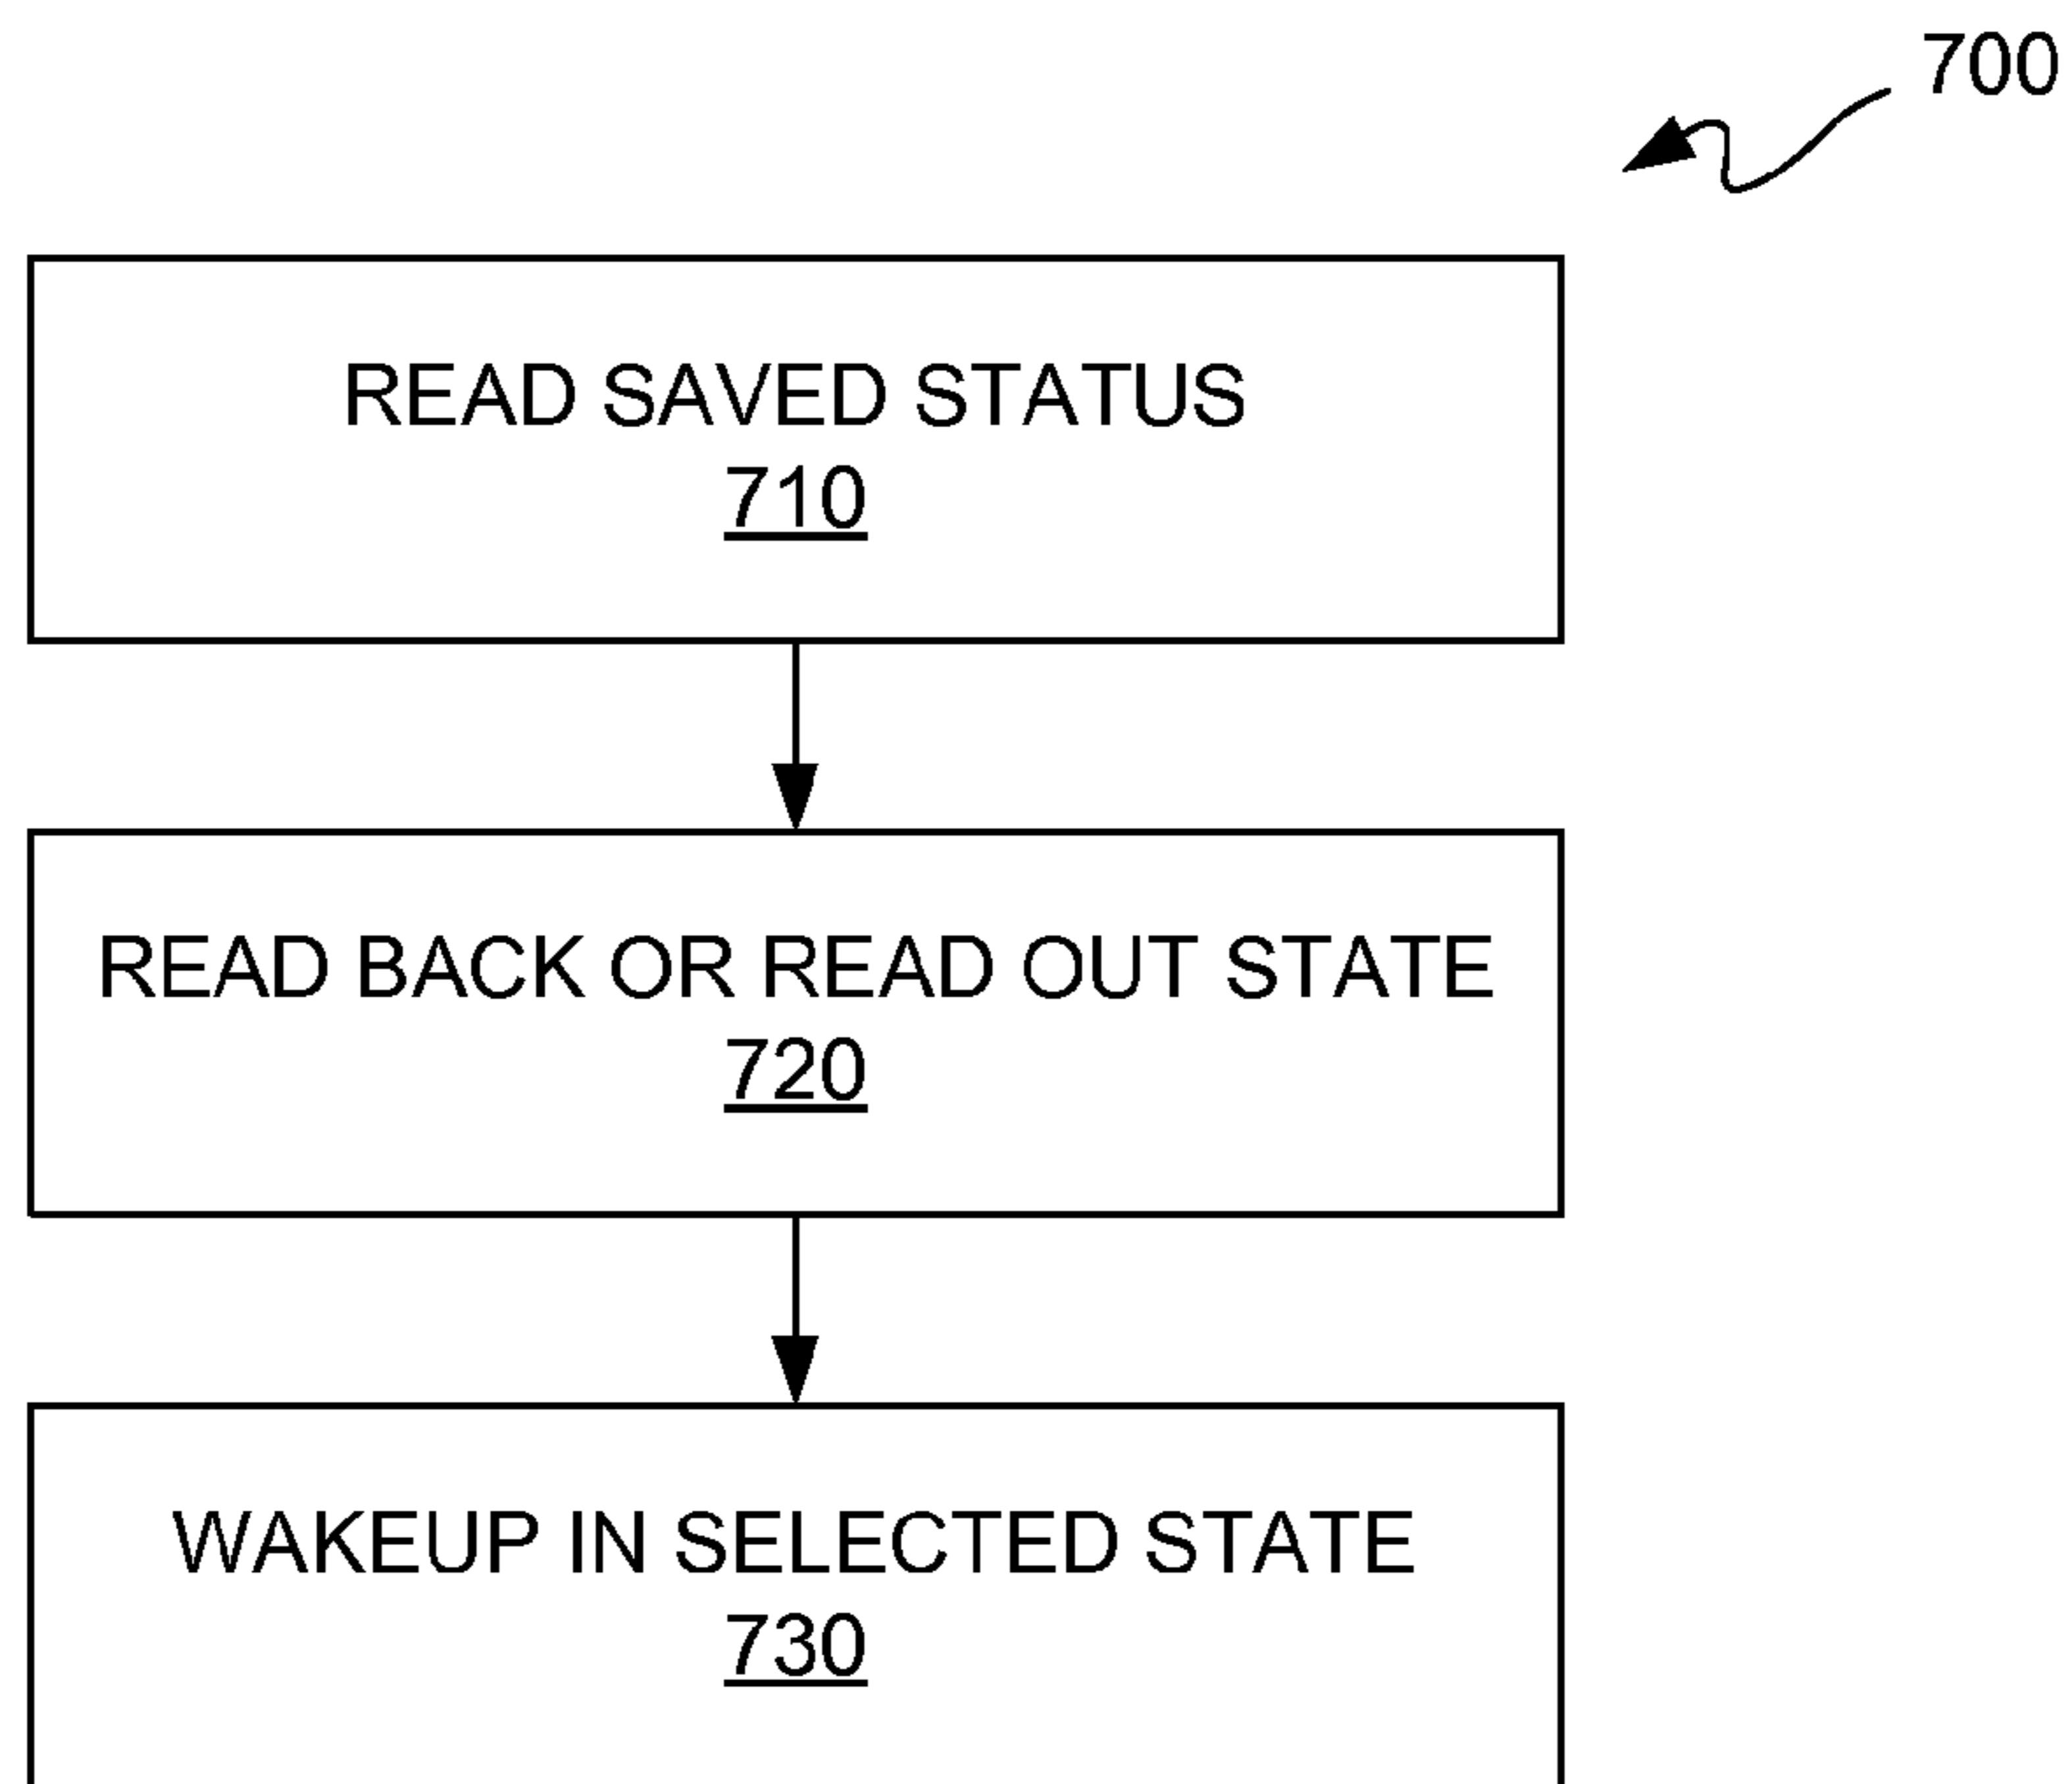 700
READ SAVED STATUS
710
READ BACK OR READ OUT STATE
720
WAKEUP IN SELECTED STATE
730